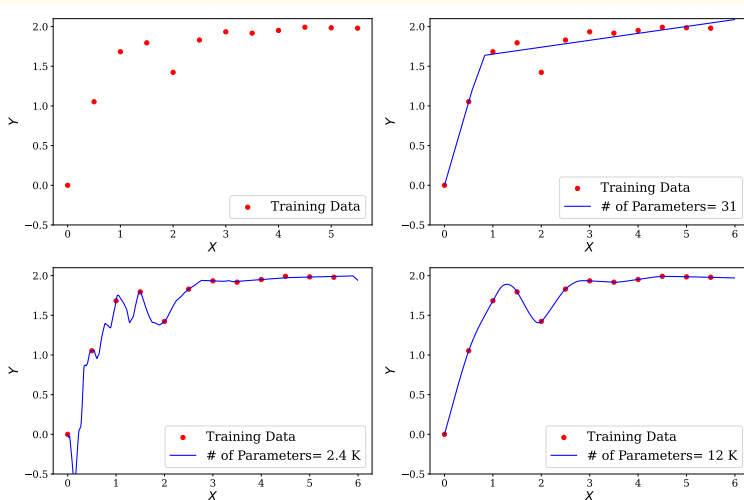 2.0
1.5
1.0
0.5
0.0
−0.5
Y
0 1 2 3 4 5
X
Training Data
2.0
1.5
1.0
0.5
0.0
−0.5
Y
0 1 2 3 4 5 6
X
Training Data
# of Parameters= 31
2.0
1.5
1.0
0.5
0.0
−0.5
Y
0 1 2 3 4 5 6
X
Training Data
# of Parameters= 2.4 K
2.0
1.5
1.0
0.5
0.0
−0.5
Y
0 1 2 3 4 5 6
X
Training Data
# of Parameters= 12 K